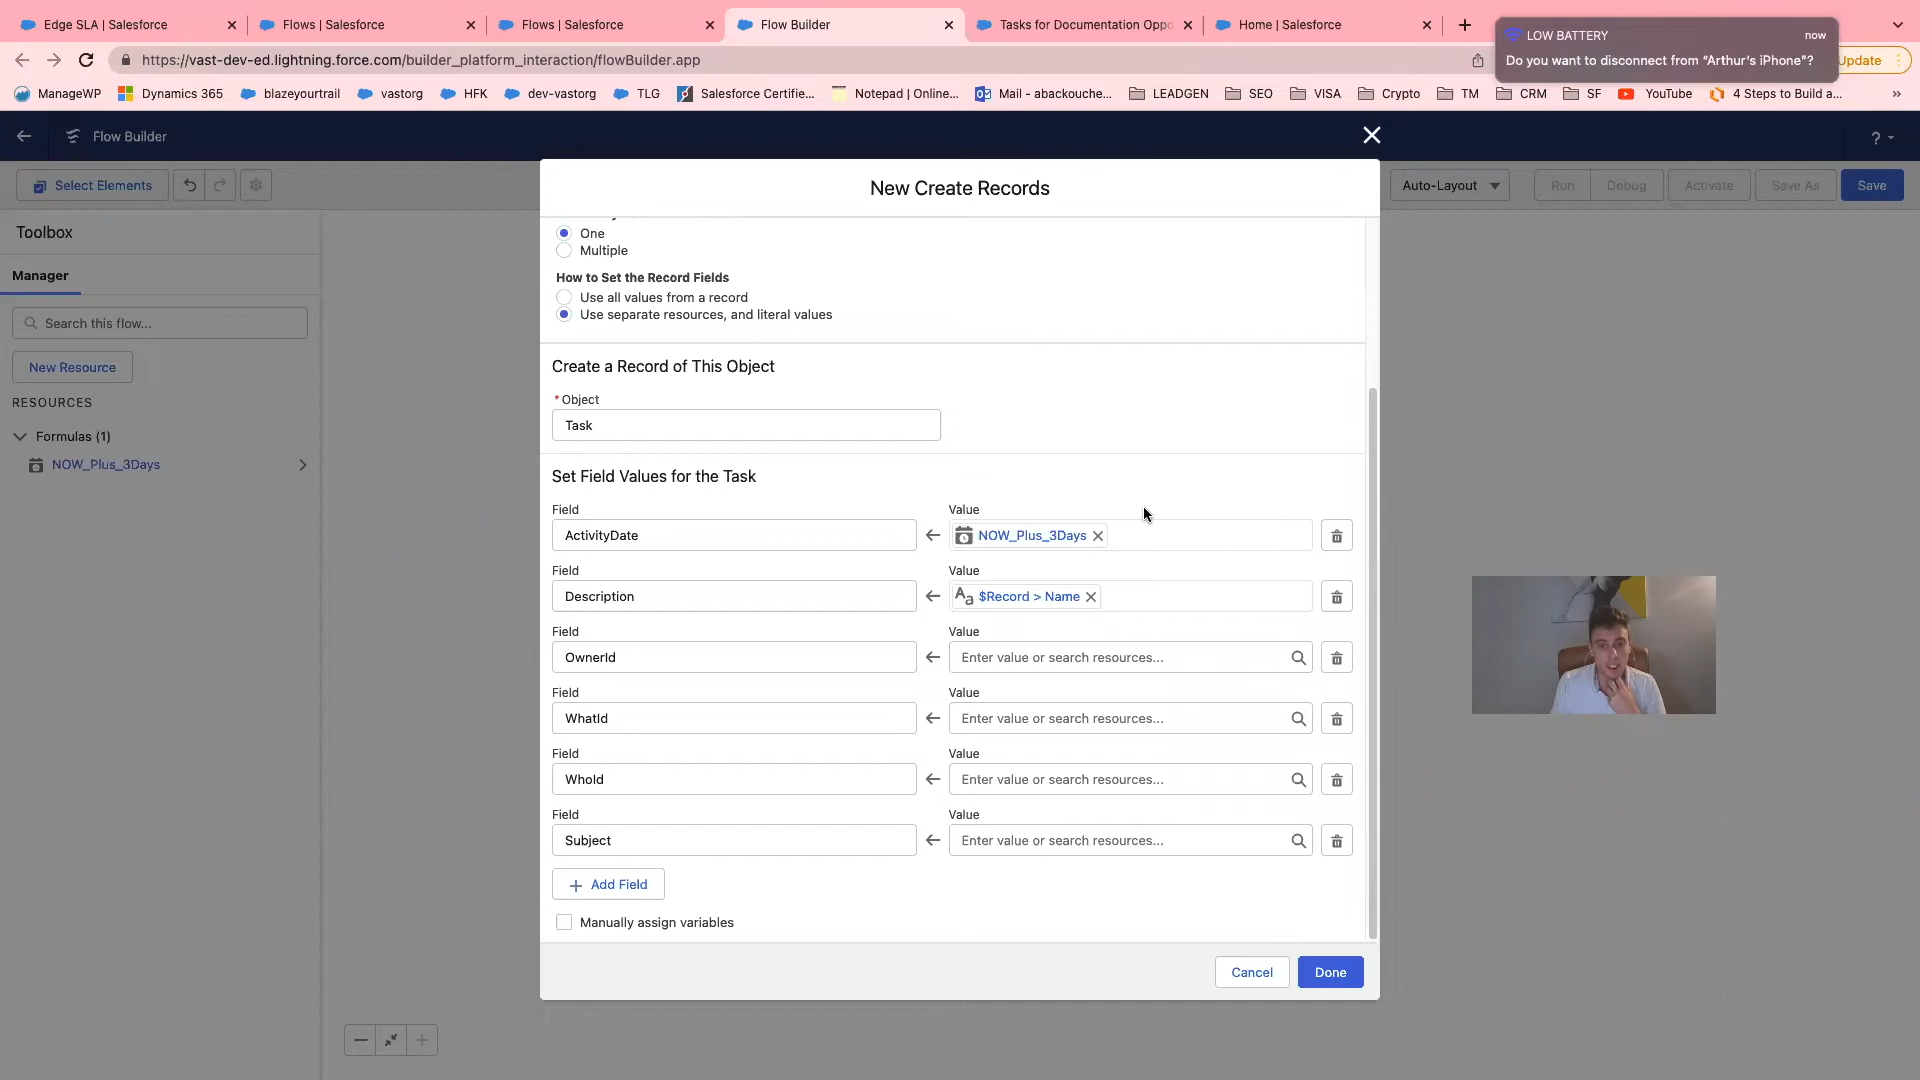 Edge SLA | Salesforce
Flows | Salesforce
Flows | Salesforce
Flow Builder
Tasks for Documentation Oppo
Home | Salesforce
LOW BATTERY
now
Do you want to disconnect from "Arthur's iPhone"?
https://vast-dev-ed.lightning.force.com/builder_platform_interaction/flowBuilder.app
Update
ManageWP
Dynamics 365
blazeyourtrail
vastorg
HFK
dev-vastorg
TLG
Salesforce Certifie...
Notepad | Online...
Mail - abackouche...
LEADGEN
SEO
VISA
Crypto
TM
CRM
SF
YouTube
4 Steps to Build a...
Flow Builder
?
Select Elements
Auto-Layout
Run
Debug
Activate
Save As
Save
Toolbox
Manager
Search this flow...
New Resource
RESOURCES
Formulas (1)
NOW_Plus_3Days
New Create Records
One
Multiple
How to Set the Record Fields
Use all values from a record
Use separate resources, and literal values
Create a Record of This Object
* Object
Task
Set Field Values for the Task
Field
Value
ActivityDate
NOW_Plus_3Days
Field
Value
Description
Aa $Record > Name
Field
Value
OwnerId
Enter value or search resources...
Field
Value
WhatId
Enter value or search resources...
Field
Value
WhoId
Enter value or search resources...
Field
Value
Subject
Enter value or search resources...
Add Field
Manually assign variables
Cancel
Done